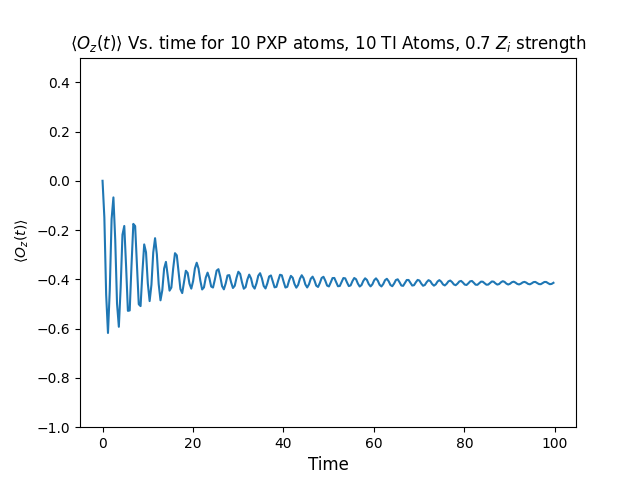 ⟨O_z(t)⟩ Vs. time for 10 PXP atoms, 10 TI Atoms, 0.7 Z_i strength
0.4
0.2
0.0
−0.2
−0.4
−0.6
−0.8
−1.0
⟨O_z(t)⟩
0 20 40 60 80 100
Time